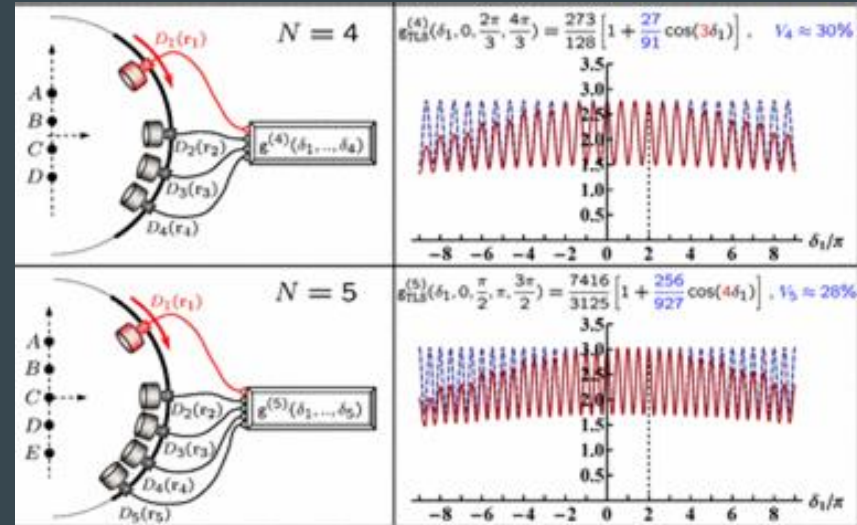 D₁(r₁)
N = 4
A
B
C
D
D₂(r₂)
D₃(r₃)
D₄(r₄)
g⁽⁴⁾(δ₁,..,δ₄)
g_TLS⁽⁴⁾(δ₁, 0, 2π/3, 4π/3) = 273/128 [1 + 27/91 cos(3δ₁)] , V₄ ≈ 30%
3.5
3.0
2.5
2.0
1.5
1.0
0.5
-8 -6 -4 -2 0 2 4 6 8
δ₁/π
D₁(r₁)
N = 5
A
B
C
D
E
D₂(r₂)
D₃(r₃)
D₄(r₄)
D₅(r₅)
g⁽⁵⁾(δ₁,..,δ₅)
g_TLS⁽⁵⁾(δ₁, 0, π/2, π, 3π/2) = 7416/3125 [1 + 256/927 cos(4δ₁)] , V₅ ≈ 28%
3.5
3.0
2.5
2.0
1.5
1.0
0.5
-8 -6 -4 -2 0 2 4 6 8
δ₁/π